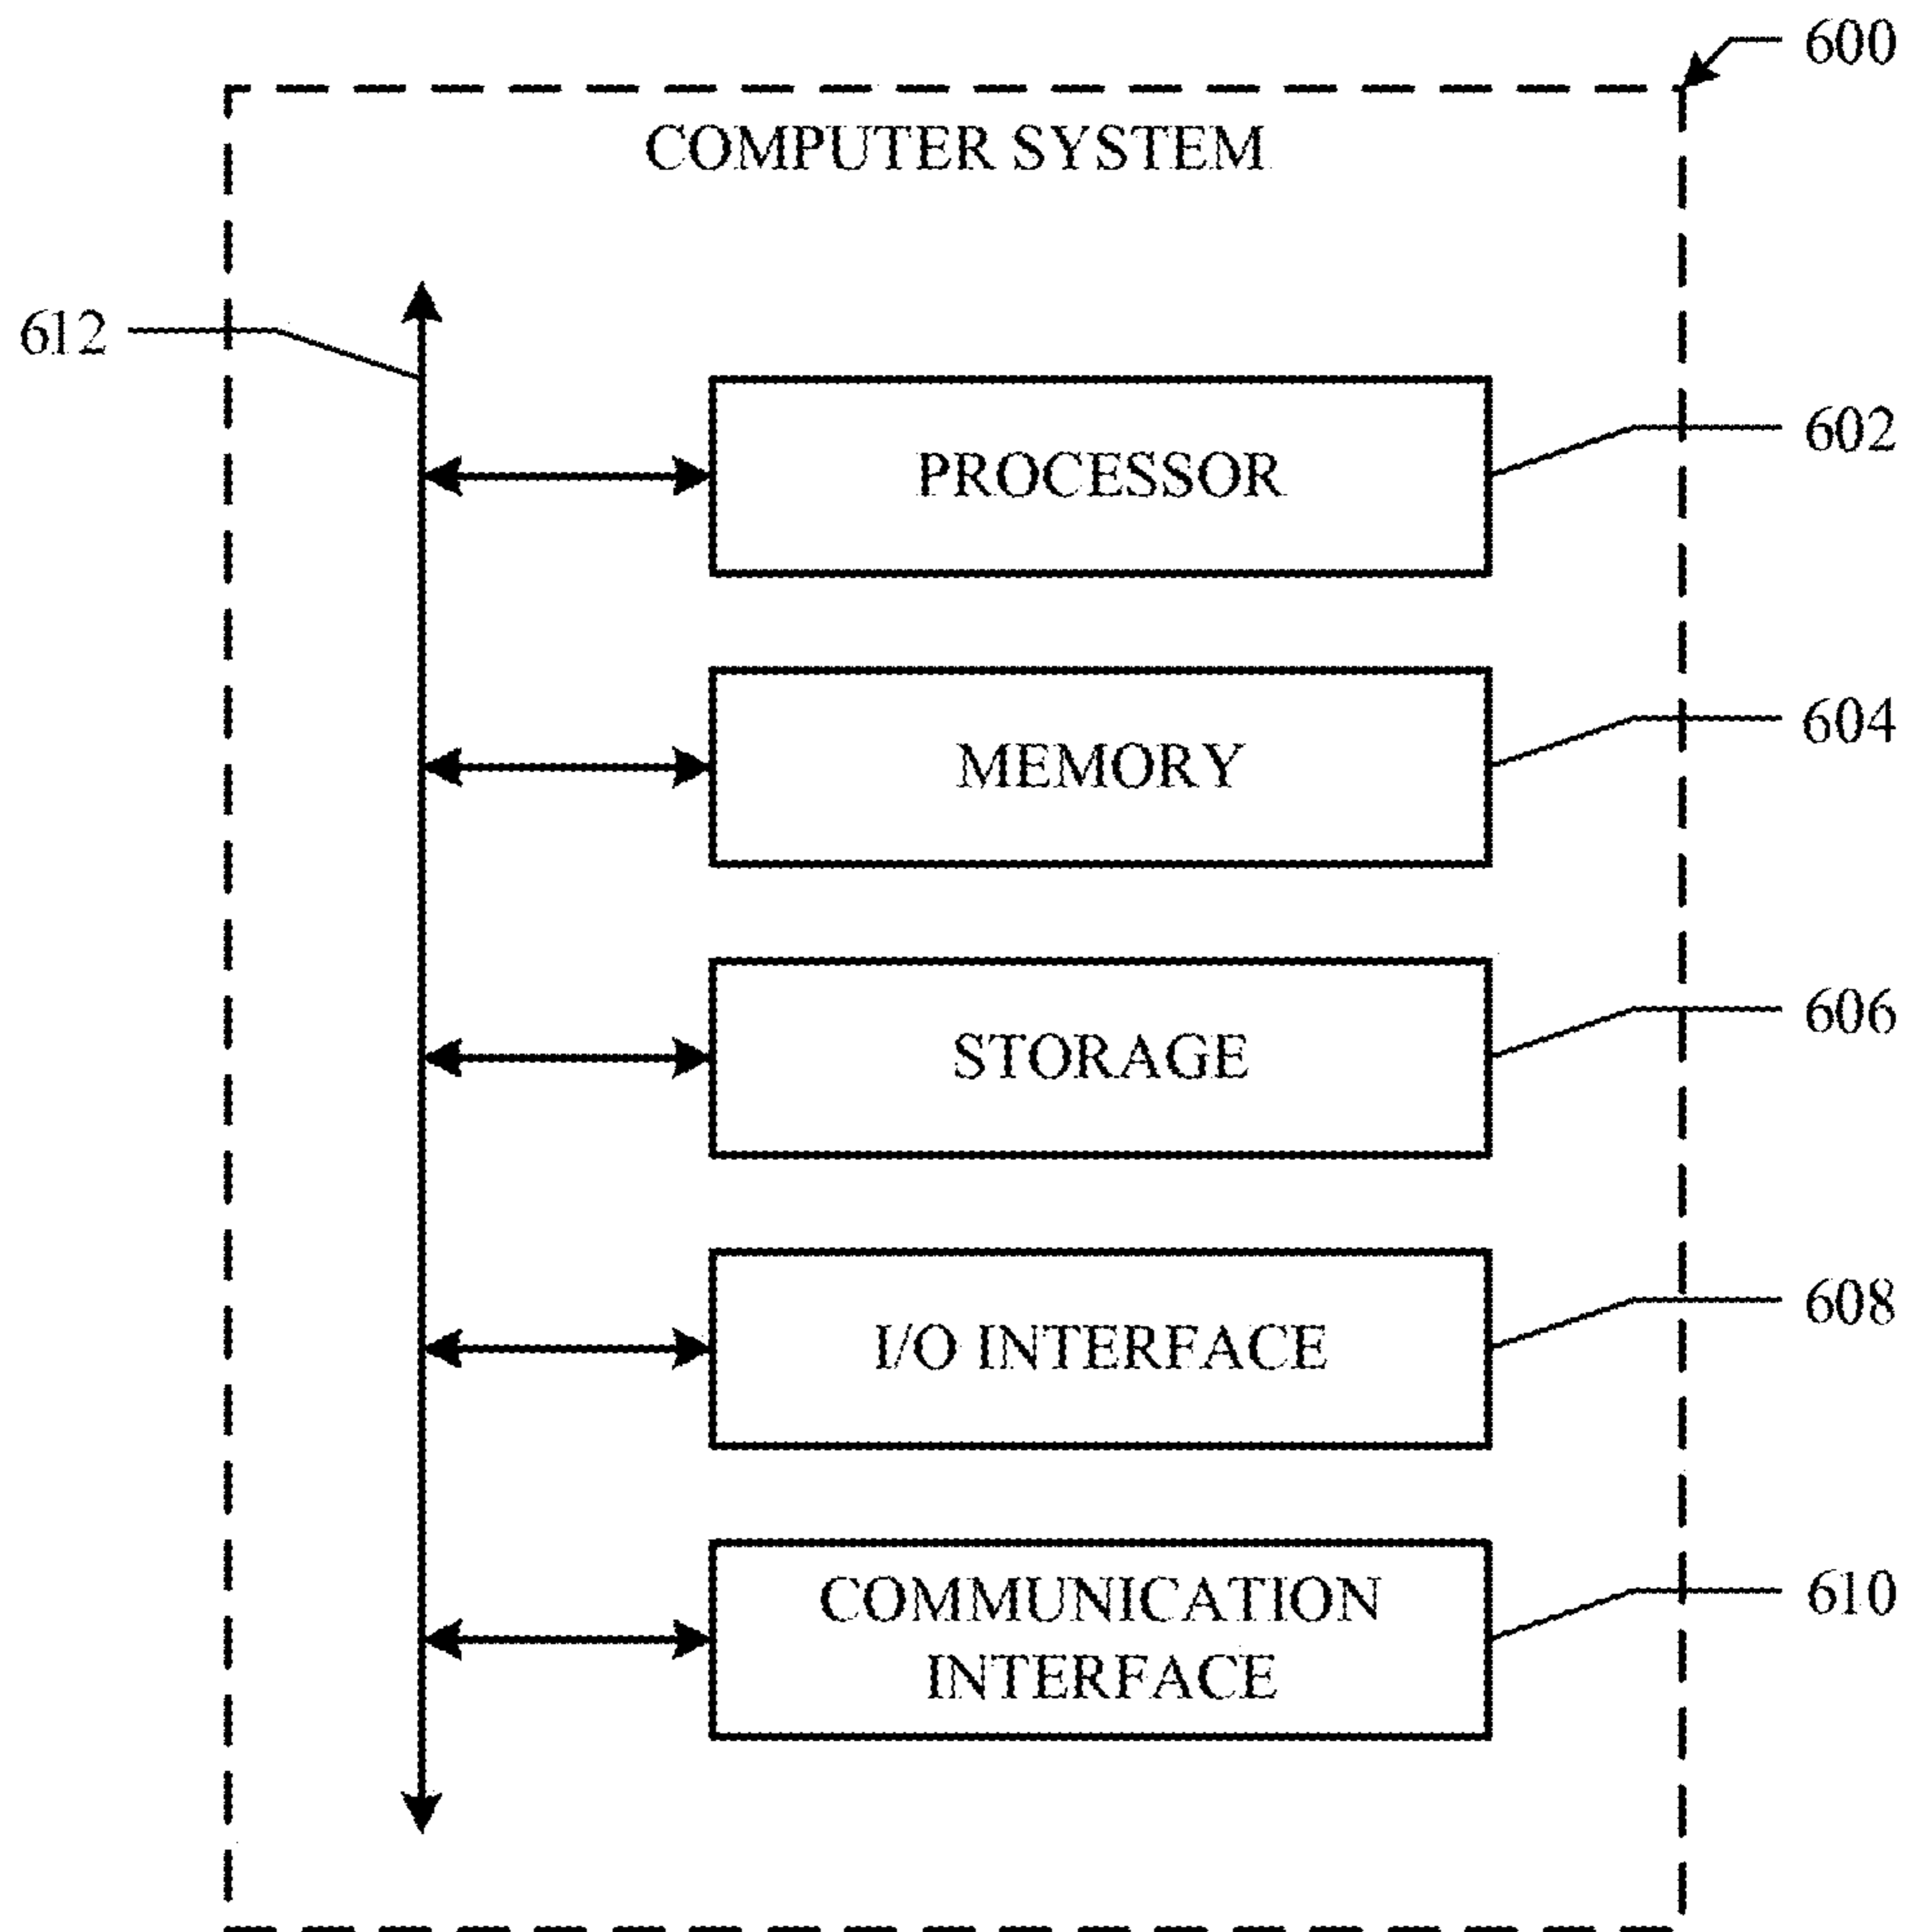 600
COMPUTER SYSTEM
612
PROCESSOR
602
MEMORY
604
STORAGE
606
I/O INTERFACE
608
COMMUNICATION
INTERFACE
610